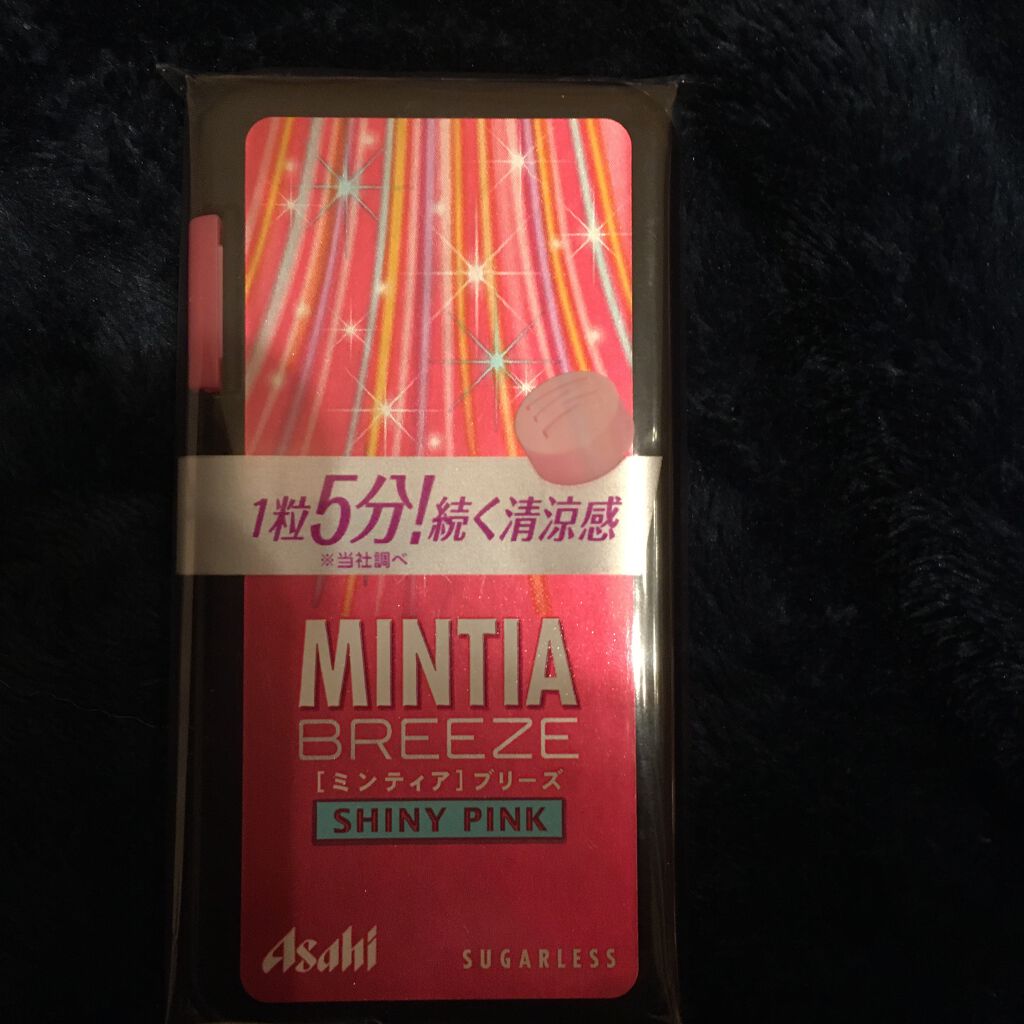 1粒5分!続く清涼感
※当社調べ
MINTIA
BREEZE
[ミンティア]ブリーズ
SHINY PINK
Asahi
SUGARLESS